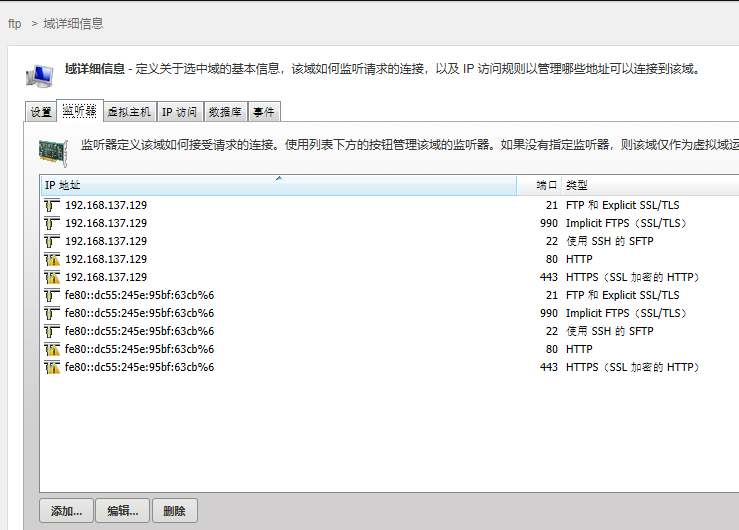 ftp > 域详细信息
域详细信息 - 定义关于选中域的基本信息，该域如何监听请求的连接，以及 IP 访问规则以管理哪些地址可以连接到该域。
设置 监听器 虚拟主机 IP 访问 数据库 事件
监听器定义该域如何接受请求的连接。使用列表下方的按钮管理该域的监听器。如果没有指定监听器，则该域仅作为虚拟域运
IP 地址 端口 类型
192.168.137.129 21 FTP 和 Explicit SSL/TLS
192.168.137.129 990 Implicit FTPS（SSL/TLS）
192.168.137.129 22 使用 SSH 的 SFTP
192.168.137.129 80 HTTP
192.168.137.129 443 HTTPS（SSL 加密的 HTTP）
fe80::dc55:245e:95bf:63cb%6 21 FTP 和 Explicit SSL/TLS
fe80::dc55:245e:95bf:63cb%6 990 Implicit FTPS（SSL/TLS）
fe80::dc55:245e:95bf:63cb%6 22 使用 SSH 的 SFTP
fe80::dc55:245e:95bf:63cb%6 80 HTTP
fe80::dc55:245e:95bf:63cb%6 443 HTTPS（SSL 加密的 HTTP）
添加... 编辑... 删除